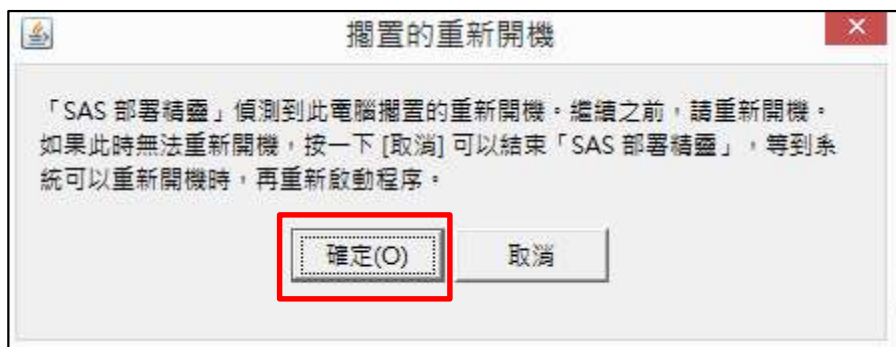 擱置的重新開機
「SAS 部署精靈」偵測到此電腦擱置的重新開機。繼續之前，請重新開機。
如果此時無法重新開機，按一下 [取消] 可以結束「SAS 部署精靈」，等到系
統可以重新開機時，再重新啟動程序。
確定(O) 取消